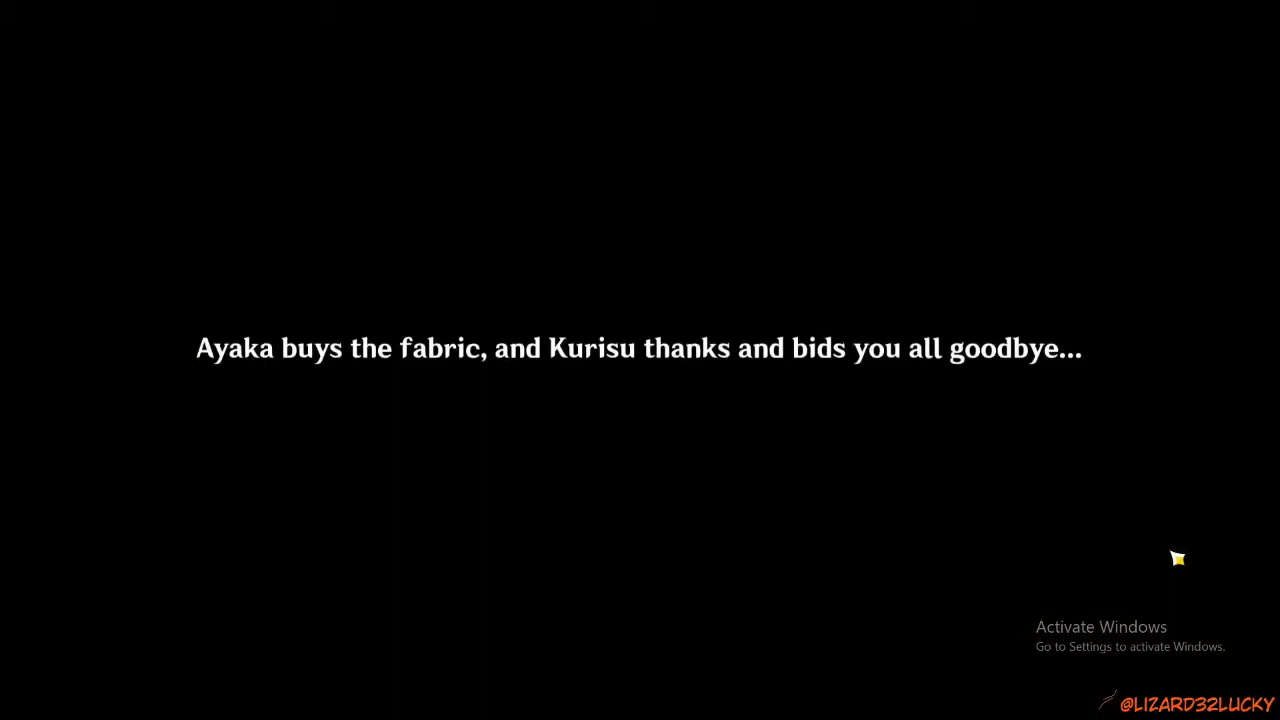 Ayaka buys the fabric, and Kurisu thanks and bids you all goodbye...
Activate Windows
Go to Settings to activate Windows.
@LIZARD32LUCKY